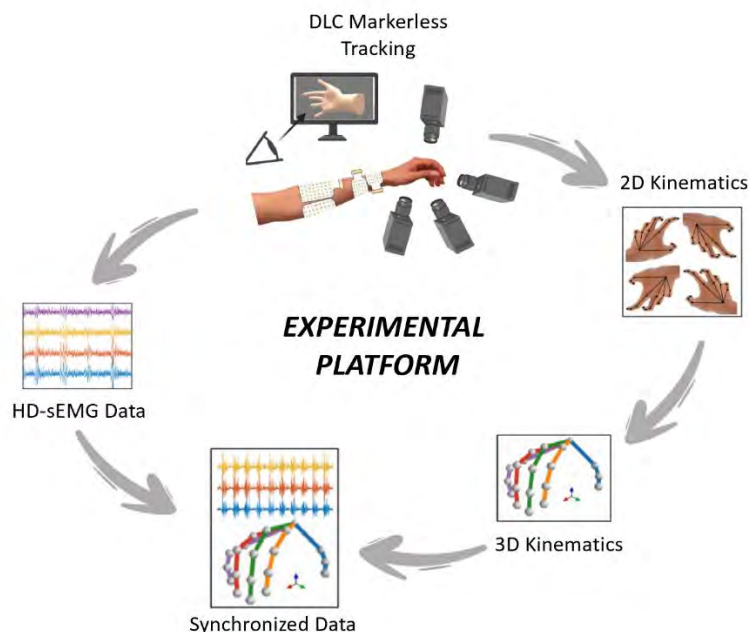 DLC Markerless
Tracking
2D Kinematics
EXPERIMENTAL
PLATFORM
HD-sEMG Data
3D Kinematics
Synchronized Data